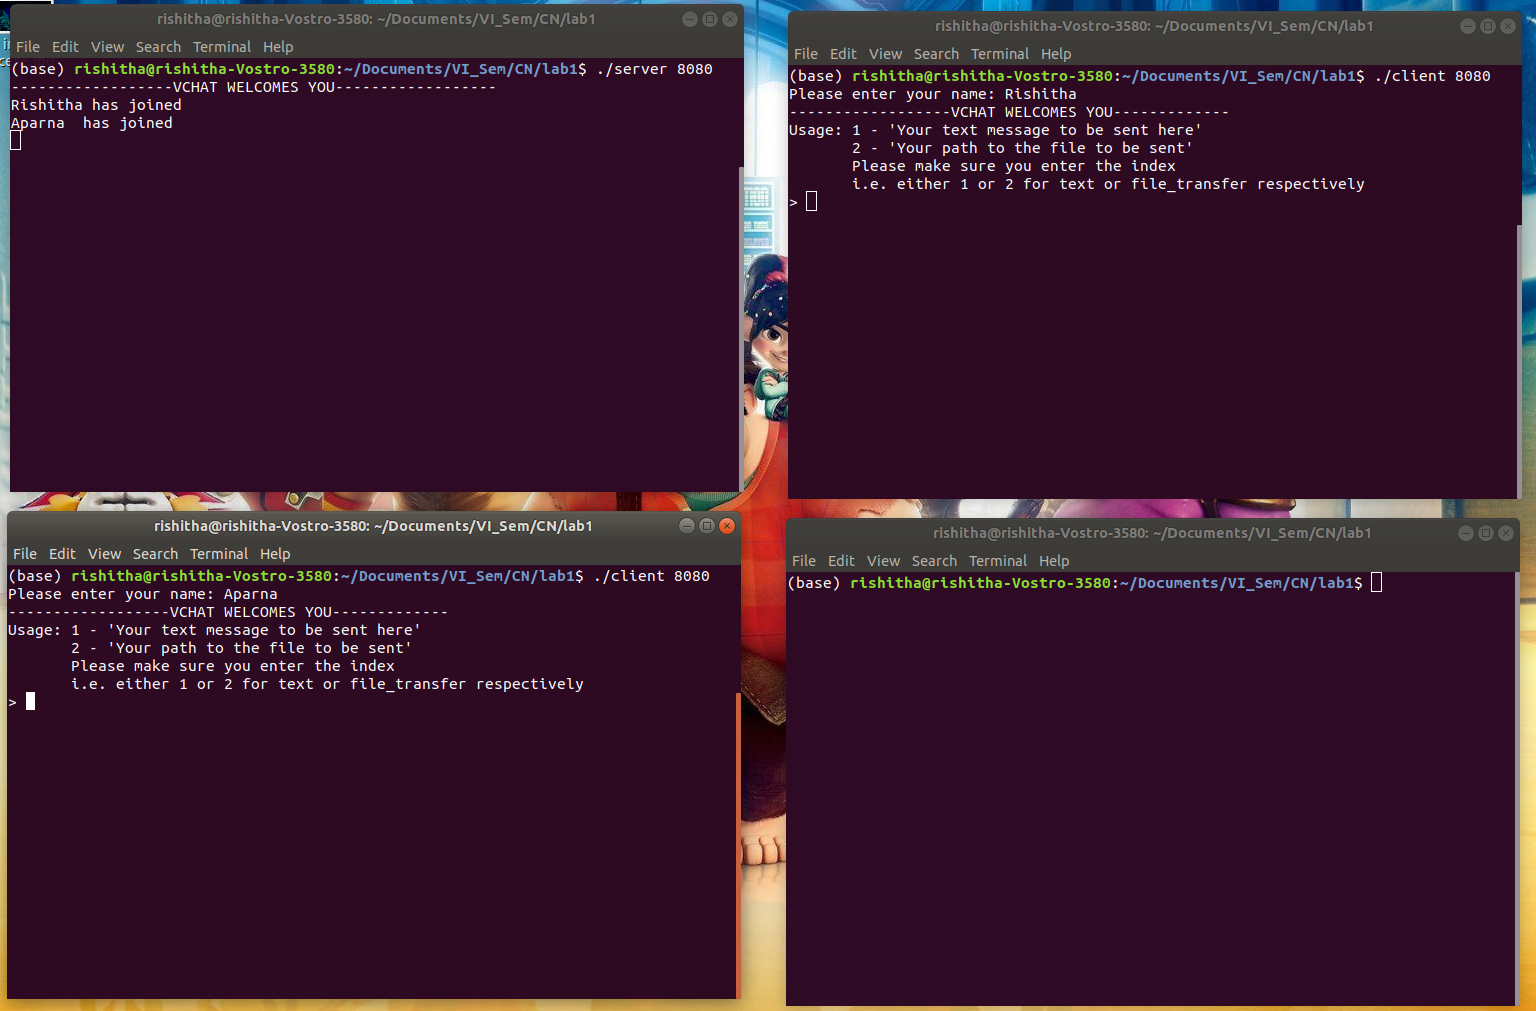 rishitha@rishitha-Vostro-3580: ~/Documents/VI_Sem/CN/lab1
File Edit View Search Terminal Help
(base) rishitha@rishitha-Vostro-3580:~/Documents/VI_Sem/CN/lab1$ ./server 8080
------------------VCHAT WELCOMES YOU------------------
Rishitha has joined
Aparna  has joined
rishitha@rishitha-Vostro-3580: ~/Documents/VI_Sem/CN/lab1
File Edit View Search Terminal Help
(base) rishitha@rishitha-Vostro-3580:~/Documents/VI_Sem/CN/lab1$ ./client 8080
Please enter your name: Rishitha
------------------VCHAT WELCOMES YOU-------------
Usage: 1 - 'Your text message to be sent here'
       2 - 'Your path to the file to be sent'
       Please make sure you enter the index
       i.e. either 1 or 2 for text or file_transfer respectively
>
rishitha@rishitha-Vostro-3580: ~/Documents/VI_Sem/CN/lab1
File Edit View Search Terminal Help
(base) rishitha@rishitha-Vostro-3580:~/Documents/VI_Sem/CN/lab1$ ./client 8080
Please enter your name: Aparna
------------------VCHAT WELCOMES YOU-------------
Usage: 1 - 'Your text message to be sent here'
       2 - 'Your path to the file to be sent'
       Please make sure you enter the index
       i.e. either 1 or 2 for text or file_transfer respectively
>
rishitha@rishitha-Vostro-3580: ~/Documents/VI_Sem/CN/lab1
File Edit View Search Terminal Help
(base) rishitha@rishitha-Vostro-3580:~/Documents/VI_Sem/CN/lab1$